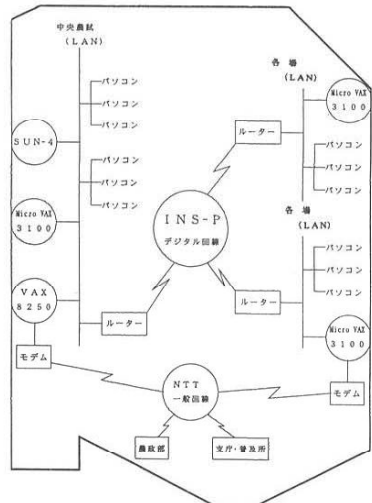 中央農試
(LAN)
パソコン
パソコン
パソコン
SUN-4
パソコン
パソコン
パソコン
Micro VAX
3100
VAX
8250
ルーター
モデム
INS-P
デジタル回線
各場
(LAN)
Micro VAX
3100
ルーター
パソコン
パソコン
パソコン
各場
(LAN)
パソコン
パソコン
パソコン
ルーター
Micro VAX
3100
モデム
NTT
一般回線
農政部
支庁・普及所